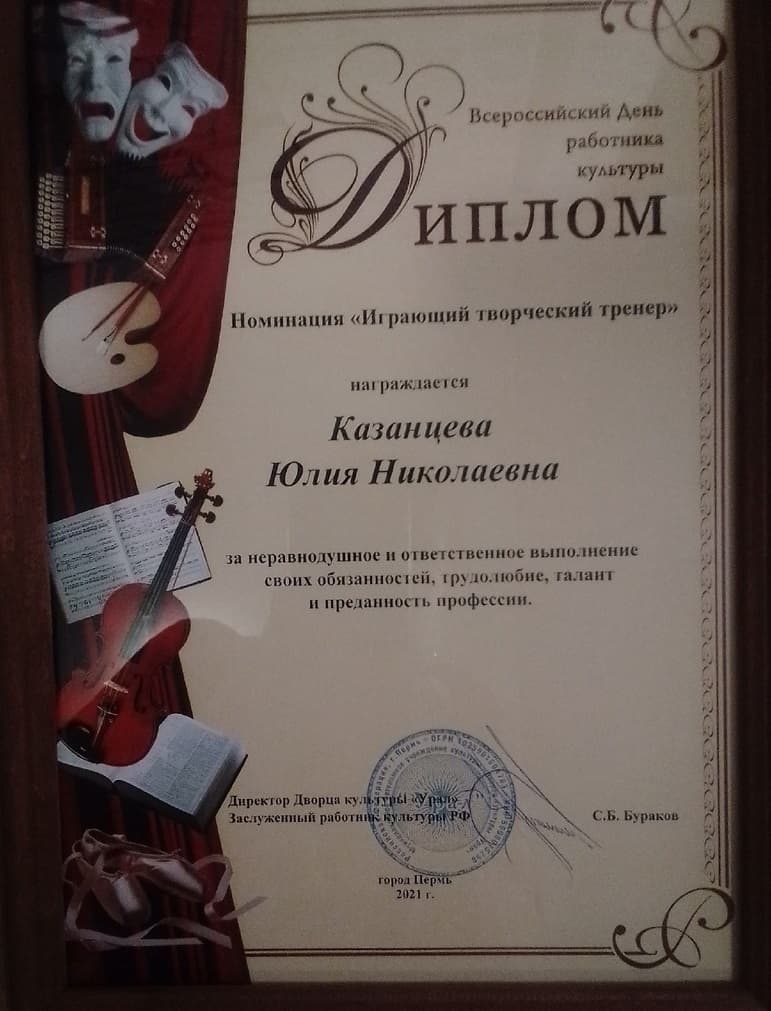 Всероссийский День
работника
культуры
Диплом
Номинация «Играющий творческий тренер»
награждается
Казанцева
Юлия Николаевна
за неравнодушное и ответственное выполнение
своих обязанностей, трудолюбие, талант
и преданность профессии.
Директор Дворца культуры «Урал»
Заслуженный работник культуры РФ
С.Б. Бураков
город Пермь
2021 г.